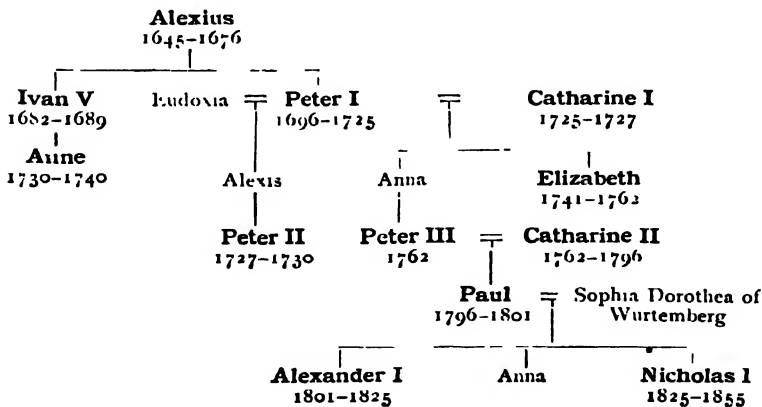 Alexius
1645–1676
Ivan V Eudoxia = Peter I = Catharine I
1682–1689 1696–1725 1725–1727
Anne Alexis Anna Elizabeth
1730–1740 1741–1762
Peter II Peter III = Catharine II
1727–1730 1762 1762–1796
Paul = Sophia Dorothea of
1796–1801 Wurtemberg
Alexander I Anna Nicholas I
1801–1825 1825–1855